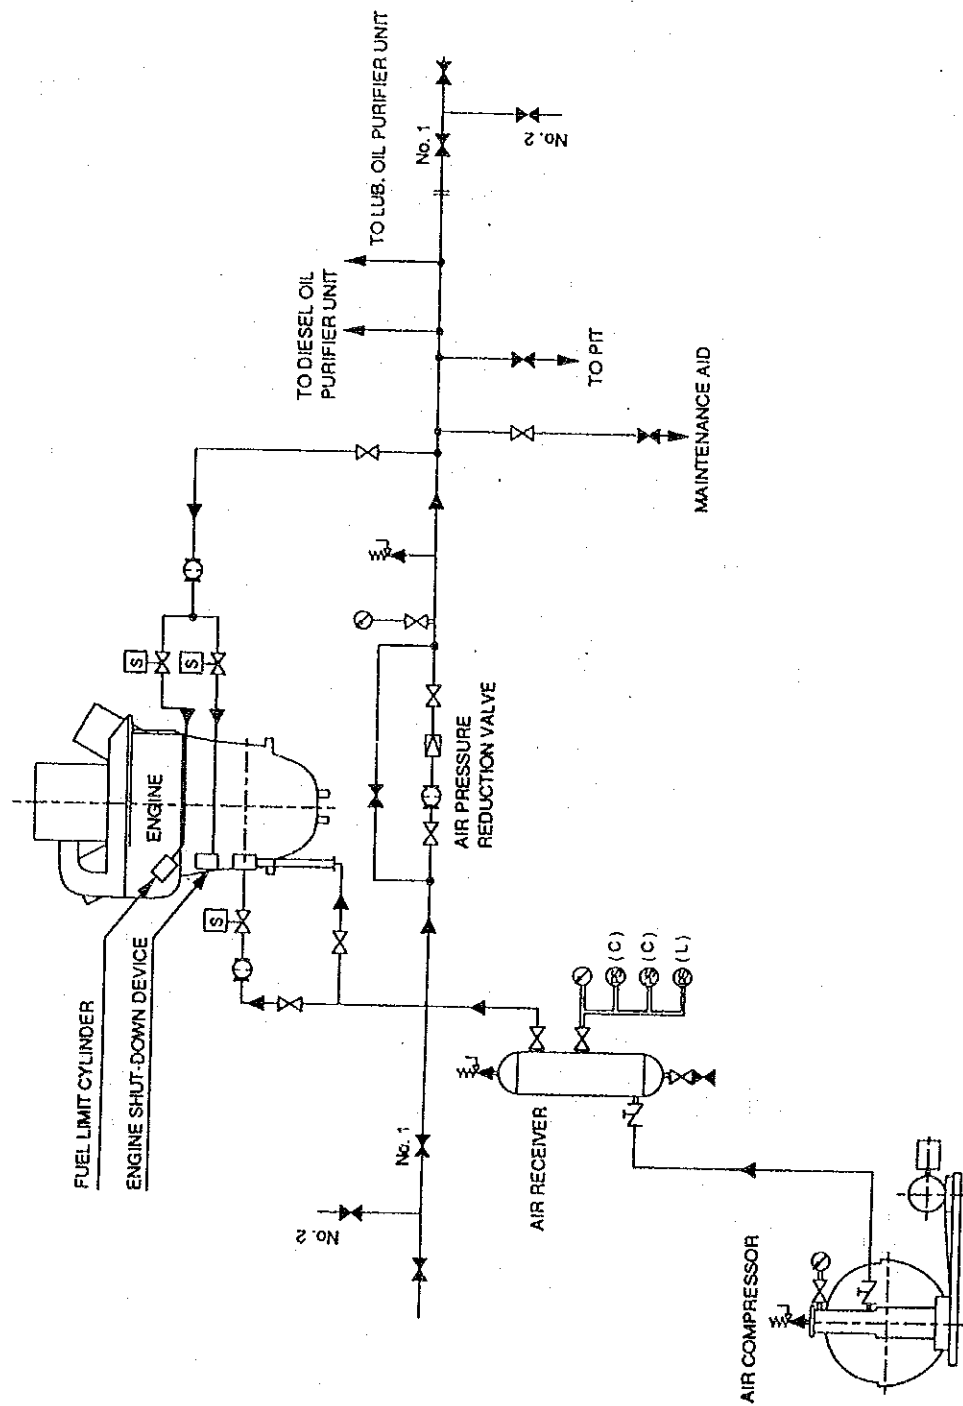 FUEL LIMIT CYLINDER
ENGINE SHUT-DOWN DEVICE
ENGINE
S
S
S
TO DIESEL OIL
PURIFIER UNIT
TO LUB. OIL PURIFIER UNIT
No. 1
No. 2
TO PIT
MAINTENANCE AID
AIR PRESSURE
REDUCTION VALVE
No. 1
No. 2
(C)
(C)
(L)
AIR RECEIVER
AIR COMPRESSOR